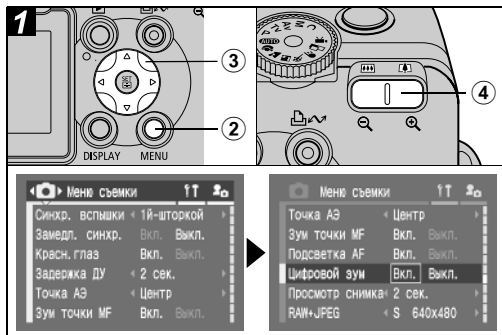 1
AUTO
M
SET
3
4
2
DISPLAY
MENU
Меню съемки
Синхр. вспышки 1й-шторкой
Замедл. синхр. Вкл. Выкл.
Красн.глаз Вкл. Выкл.
Задержка ДУ 2 сек.
Точка АЭ Центр
Зум точки MF Вкл. Выкл.
Меню съемки
Точка АЭ Центр
Зум точки MF Вкл. Выкл.
Подсветка AF Вкл. Выкл.
Цифровой зум Вкл. Выкл.
Просмотр снимка 2 сек.
RAW+JPEG S 640x480